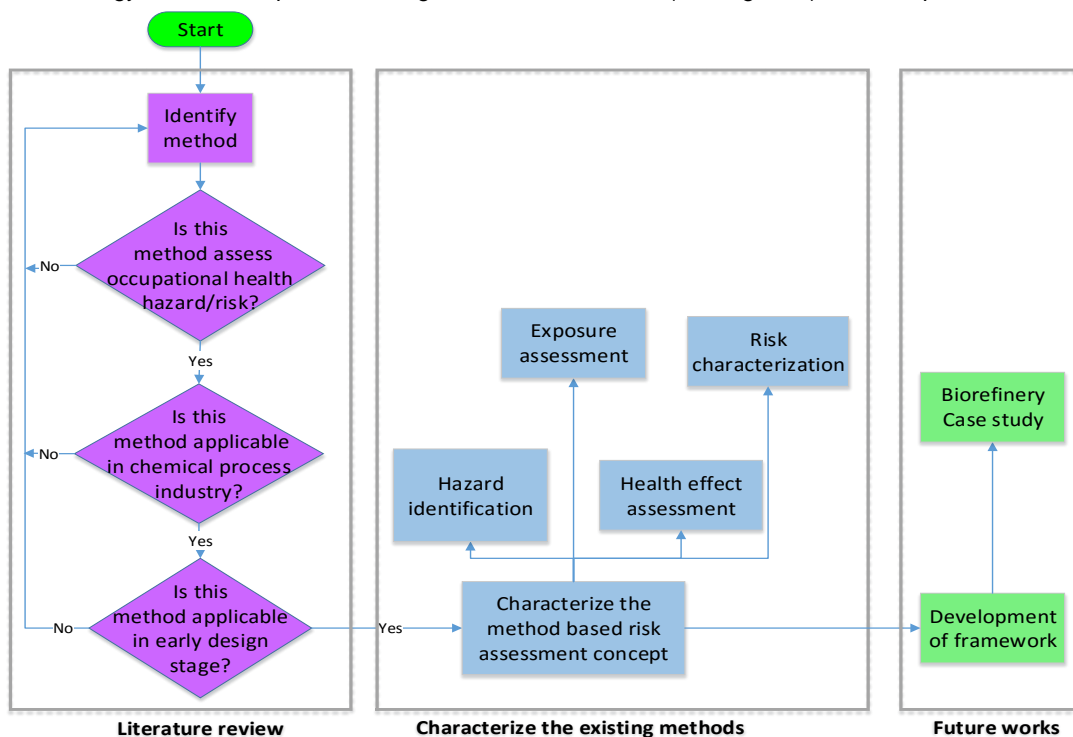 Start
Identify
method
Is this
method assess
occupational health
hazard/risk?
No
Yes
Is this
method applicable
in chemical process
industry?
No
Yes
Is this
method applicable
in early design
stage?
No
Yes
Literature review
Exposure
assessment
Risk
characterization
Hazard
identification
Health effect
assessment
Characterize the
method based risk
assessment concept
Characterize the existing methods
Biorefinery
Case study
Development
of framework
Future works